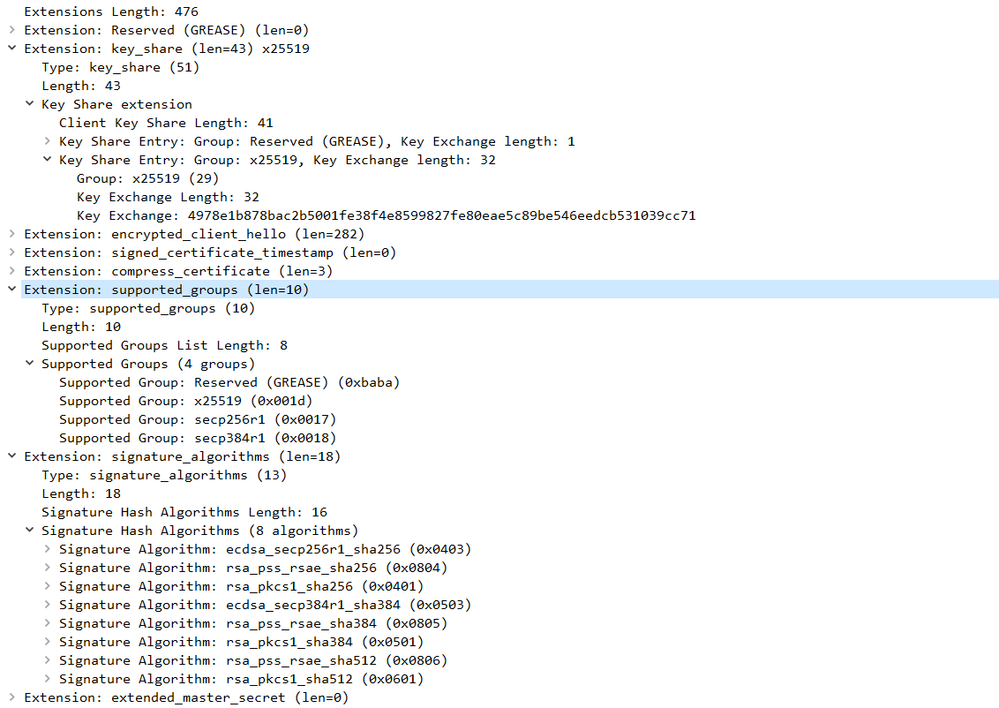 Extensions Length: 476
Extension: Reserved (GREASE) (len=0)
Extension: key_share (len=43) x25519
Type: key_share (51)
Length: 43
Key Share extension
Client Key Share Length: 41
Key Share Entry: Group: Reserved (GREASE), Key Exchange length: 1
Key Share Entry: Group: x25519, Key Exchange length: 32
Group: x25519 (29)
Key Exchange Length: 32
Key Exchange: 4978e1b878bac2b5001fe38f4e8599827fe80eae5c89be546eedcb531039cc71
Extension: encrypted_client_hello (len=282)
Extension: signed_certificate_timestamp (len=0)
Extension: compress_certificate (len=3)
Extension: supported_groups (len=10)
Type: supported_groups (10)
Length: 10
Supported Groups List Length: 8
Supported Groups (4 groups)
Supported Group: Reserved (GREASE) (0xbaba)
Supported Group: x25519 (0x001d)
Supported Group: secp256r1 (0x0017)
Supported Group: secp384r1 (0x0018)
Extension: signature_algorithms (len=18)
Type: signature_algorithms (13)
Length: 18
Signature Hash Algorithms Length: 16
Signature Hash Algorithms (8 algorithms)
Signature Algorithm: ecdsa_secp256r1_sha256 (0x0403)
Signature Algorithm: rsa_pss_rsae_sha256 (0x0804)
Signature Algorithm: rsa_pkcs1_sha256 (0x0401)
Signature Algorithm: ecdsa_secp384r1_sha384 (0x0503)
Signature Algorithm: rsa_pss_rsae_sha384 (0x0805)
Signature Algorithm: rsa_pkcs1_sha384 (0x0501)
Signature Algorithm: rsa_pss_rsae_sha512 (0x0806)
Signature Algorithm: rsa_pkcs1_sha512 (0x0601)
Extension: extended_master_secret (len=0)